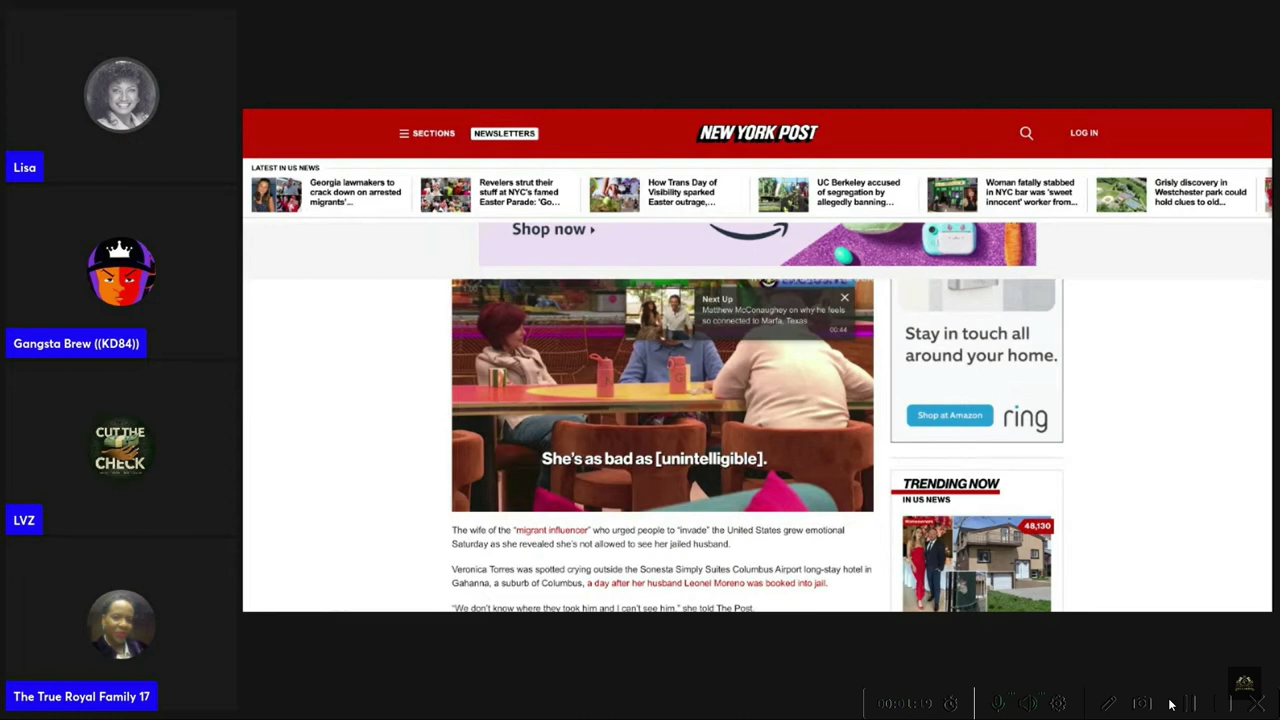 Lisa
Gangsta Brew ((KD84))
CUT THE
CHECK
LVZ
The True Royal Family 17
SECTIONS
NEWSLETTERS
NEW YORK POST
LOG IN
LATEST IN US NEWS
Georgia lawmakers to
crack down on arrested
migrants'...
Revelers strut their
stuff at NYC's famed
Easter Parade: 'Go...
How Trans Day of
Visibility sparked
Easter outrage,...
UC Berkeley accused
of segregation by
allegedly banning...
Woman fatally stabbed
in NYC bar was 'sweet
innocent' worker from...
Grisly discovery in
Westchester park could
hold clues to old...
Shop now
Next Up
Matthew McConaughey on why he feels
so connected to Marfa, Texas
00:44
She's as bad as [unintelligible].
The wife of the "migrant influencer" who urged people to "invade" the United States grew emotional
Saturday as she revealed she's not allowed to see her jailed husband.
Veronica Torres was spotted crying outside the Sonesta Simply Suites Columbus Airport long-stay hotel in
Gahanna, a suburb of Columbus, a day after her husband Leonel Moreno was booked into jail.
"We don't know where they took him and I can't see him," she told The Post.
Stay in touch all
around your home.
Shop at Amazon
ring
TRENDING NOW
IN US NEWS
48,130
00:01:19